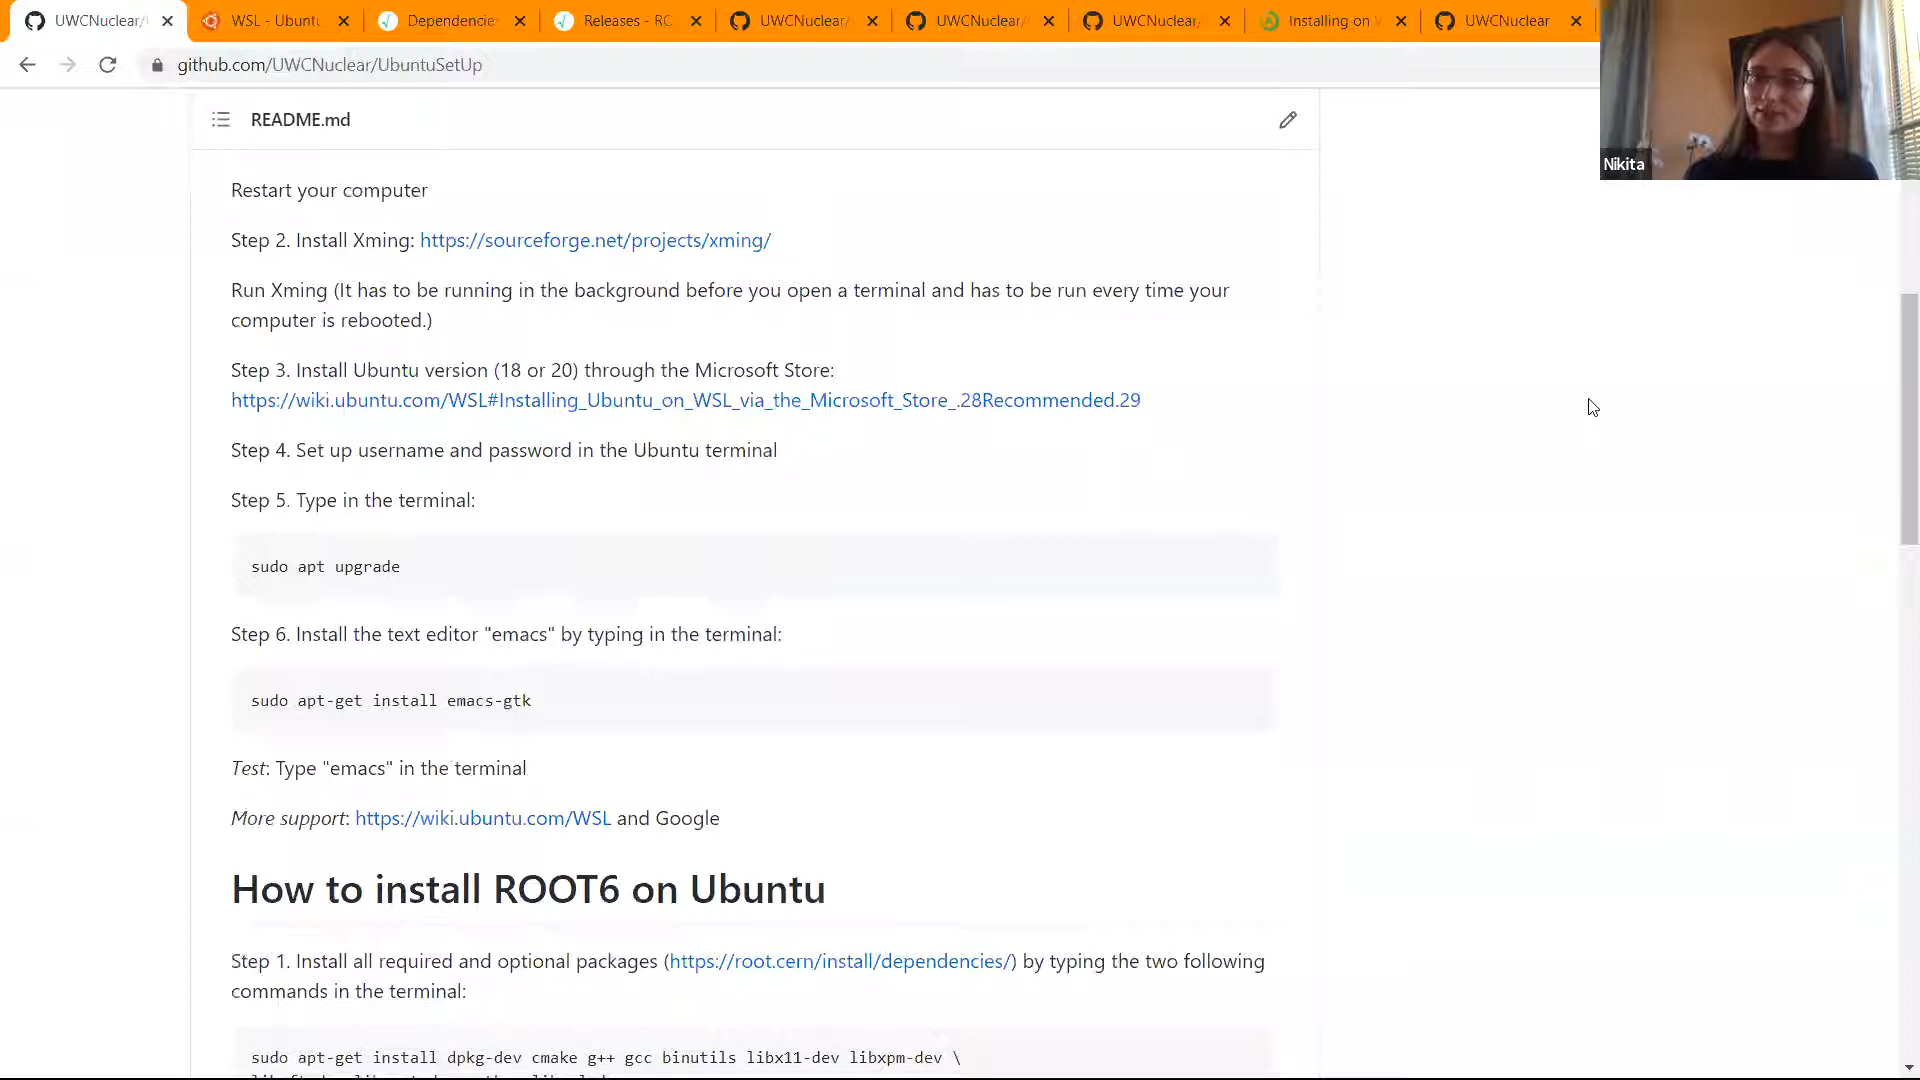 UWCNuclear/
WSL - Ubuntu
Dependencie
Releases - RO
UWCNuclear/
UWCNuclear/
UWCNuclear/
Installing on
UWCNuclear
github.com/UWCNuclear/UbuntuSetUp
Nikita
README.md
Restart your computer
Step 2. Install Xming: https://sourceforge.net/projects/xming/
Run Xming (It has to be running in the background before you open a terminal and has to be run every time your
computer is rebooted.)
Step 3. Install Ubuntu version (18 or 20) through the Microsoft Store:
https://wiki.ubuntu.com/WSL#Installing_Ubuntu_on_WSL_via_the_Microsoft_Store_.28Recommended.29
Step 4. Set up username and password in the Ubuntu terminal
Step 5. Type in the terminal:
sudo apt upgrade
Step 6. Install the text editor "emacs" by typing in the terminal:
sudo apt-get install emacs-gtk
Test: Type "emacs" in the terminal
More support: https://wiki.ubuntu.com/WSL and Google
How to install ROOT6 on Ubuntu
Step 1. Install all required and optional packages (https://root.cern/install/dependencies/) by typing the two following
commands in the terminal:
sudo apt-get install dpkg-dev cmake g++ gcc binutils libx11-dev libxpm-dev \